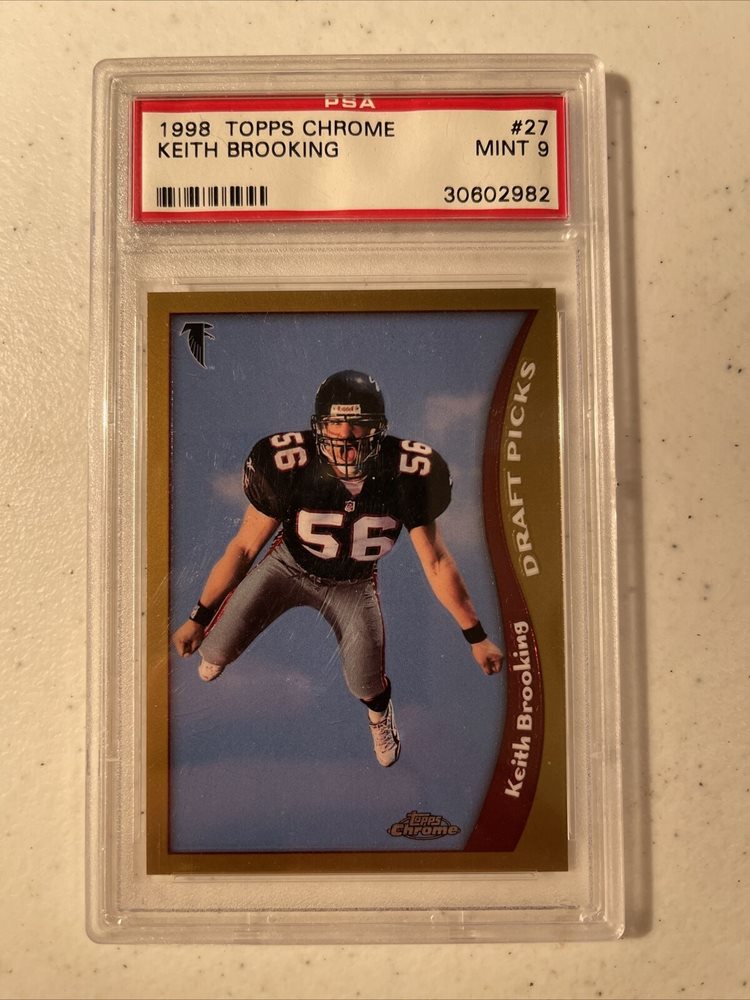 PSA
1998 TOPPS CHROME #27
KEITH BROOKING MINT 9
30602982
DRAFT PICKS
56
56
56
Keith Brooking
Topps
Chrome